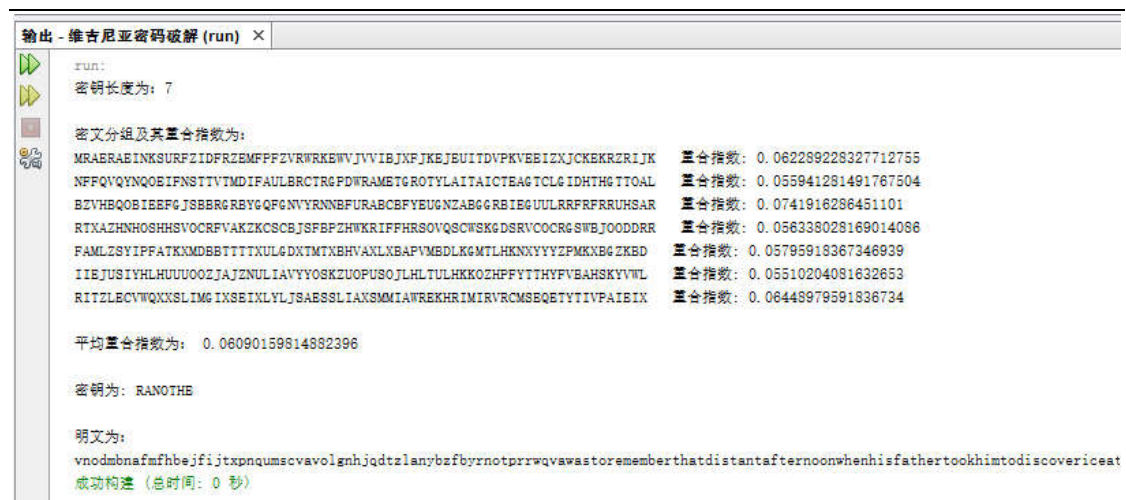 输出 - 维吉尼亚密码破解 (run) ×
run:
密钥长度为: 7
密文分组及其重合指数为:
MRAERAEINKSURFZIDFRZEMFPFZVRWRKEWVJVVIBJXFJKEJEUITDVPKVEBIZXJCKEKRZRIJK 重合指数: 0.062289228327712755
NFFQVQYNQOEIFNSTTVTMDIFAULBRCTRGPDWRAMETGROTYLAITAICTEAGTCLGIDHTHGTTOAL 重合指数: 0.055941281491767504
BZVHBQOBIEEFGJSBBRGRBYGQFGNVYRNNBFURABCBFYEUGNZABGGRBIEGUULRRFRFRRUHSAR 重合指数: 0.0741916286451101
RTXAZHNHOSHHSVOCRFVAKZKCSCBJSFBPZHWKRIFFHRSOVQSCWSKGDSRVCOCRGSWBJOODDRR 重合指数: 0.056338028169014086
FAMLZSYIPFATKXMDBBTTTTXULGDXTMTXBHVAXLXBAPVMBDLKGMTLHKNXYYYZPMKXBGZKBD 重合指数: 0.05795918367346939
IIEJUSIYHLHUUUOOZJAJZNULIAVYYOSKZUOPUSOJLHLTULHKKOZHPFYTTHYFVBAHSKYVWL 重合指数: 0.05510204081632653
RITZLECVWQXXSLIMGIXSEIXLYLJSAESSLIAXSMMIAWREKHRIMIRVRCMSEQETYTIVPAIEIX 重合指数: 0.06448979591836734
平均重合指数为: 0.06090159814882396
密钥为: RANOTHE
明文为:
vnodmbnafmfhbejfijtxpnqumscvavolgnhjqdtzlanybzfbyrnotprrwqvawastorememberthatdistantafternoonwhenhisfathertookhimtodiscovericeat
成功构建 (总时间: 0 秒)